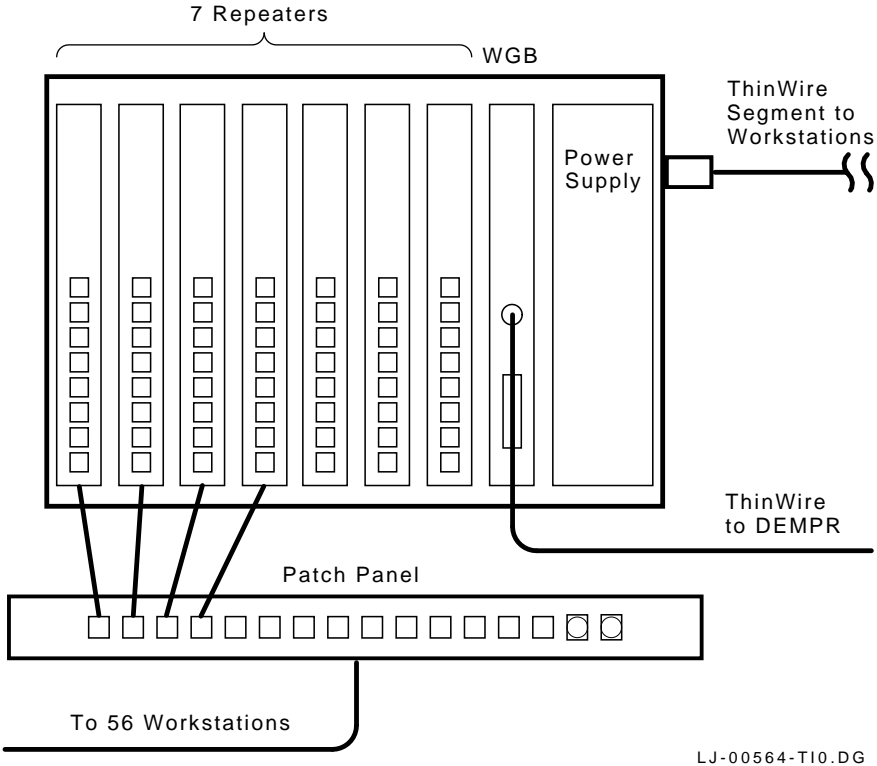 7 Repeaters
WGB
ThinWire
Segment to
Workstations
Power
Supply
ThinWire
to DEMPR
Patch Panel
To 56 Workstations
LJ-00564-TI0.DG